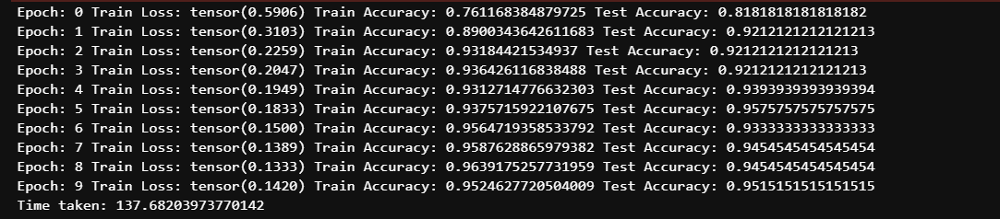 Epoch: 0 Train Loss: tensor(0.5906) Train Accuracy: 0.761168384879725 Test Accuracy: 0.8181818181818182
Epoch: 1 Train Loss: tensor(0.3103) Train Accuracy: 0.8900343642611683 Test Accuracy: 0.9212121212121213
Epoch: 2 Train Loss: tensor(0.2259) Train Accuracy: 0.93184421534937 Test Accuracy: 0.9212121212121213
Epoch: 3 Train Loss: tensor(0.2047) Train Accuracy: 0.936426116838488 Test Accuracy: 0.9212121212121213
Epoch: 4 Train Loss: tensor(0.1949) Train Accuracy: 0.9312714776632303 Test Accuracy: 0.9393939393939394
Epoch: 5 Train Loss: tensor(0.1833) Train Accuracy: 0.9375715922107675 Test Accuracy: 0.9575757575757575
Epoch: 6 Train Loss: tensor(0.1500) Train Accuracy: 0.9564719358533792 Test Accuracy: 0.9333333333333333
Epoch: 7 Train Loss: tensor(0.1389) Train Accuracy: 0.9587628865979382 Test Accuracy: 0.9454545454545454
Epoch: 8 Train Loss: tensor(0.1333) Train Accuracy: 0.9639175257731959 Test Accuracy: 0.9454545454545454
Epoch: 9 Train Loss: tensor(0.1420) Train Accuracy: 0.9524627720504009 Test Accuracy: 0.9515151515151515
Time taken: 137.68203973770142